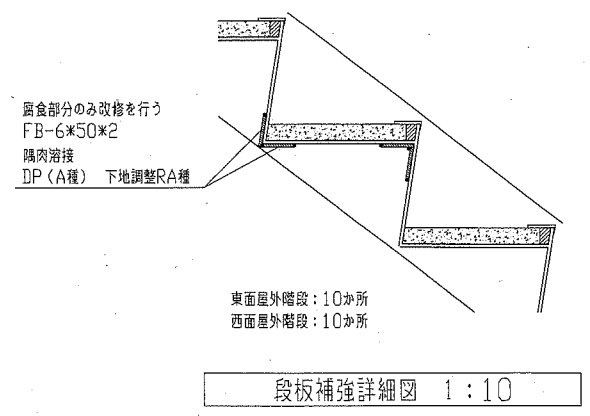 腐食部分のみ改修を行う
FB-6*50*2
隅肉溶接
DP(A種) 下地調整RA種
東面屋外階段：10か所
西面屋外階段：10か所
段板補強詳細図 1：10